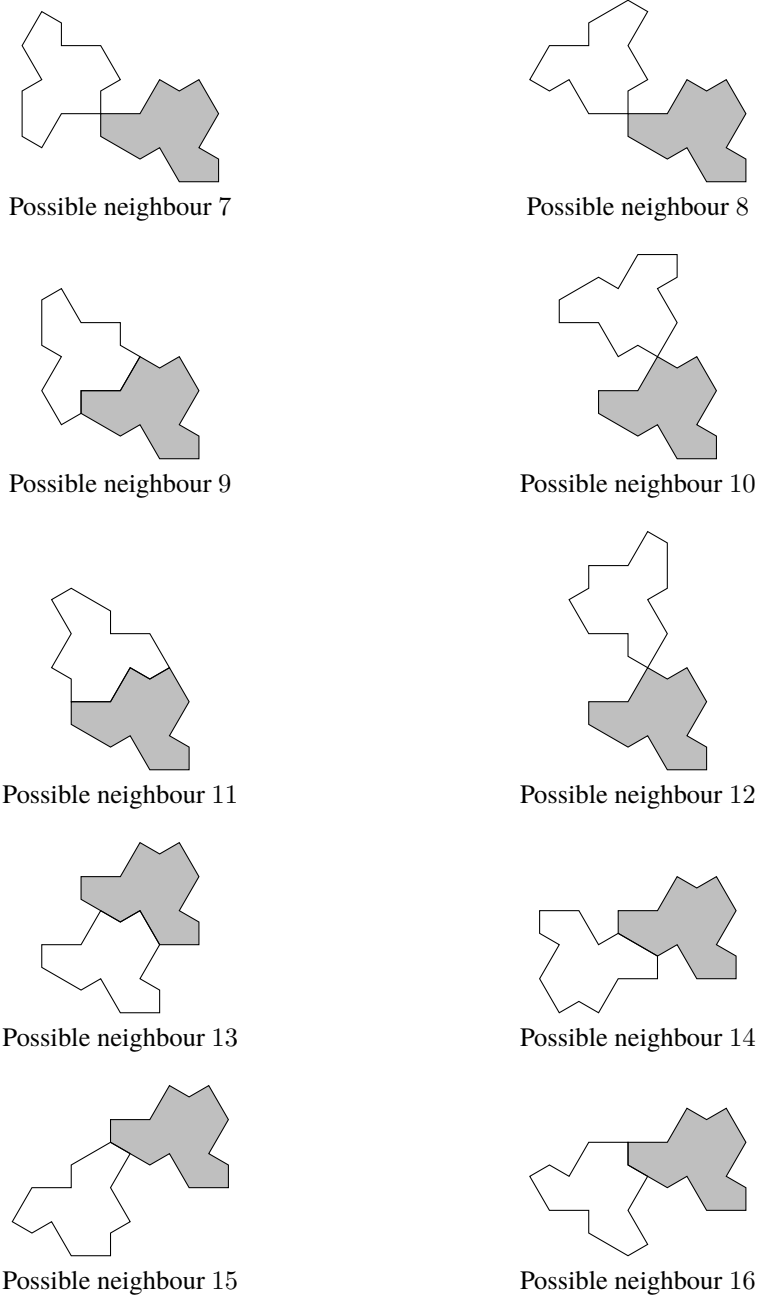 Possible neighbour 7
Possible neighbour 8
Possible neighbour 9
Possible neighbour 10
Possible neighbour 11
Possible neighbour 12
Possible neighbour 13
Possible neighbour 14
Possible neighbour 15
Possible neighbour 16